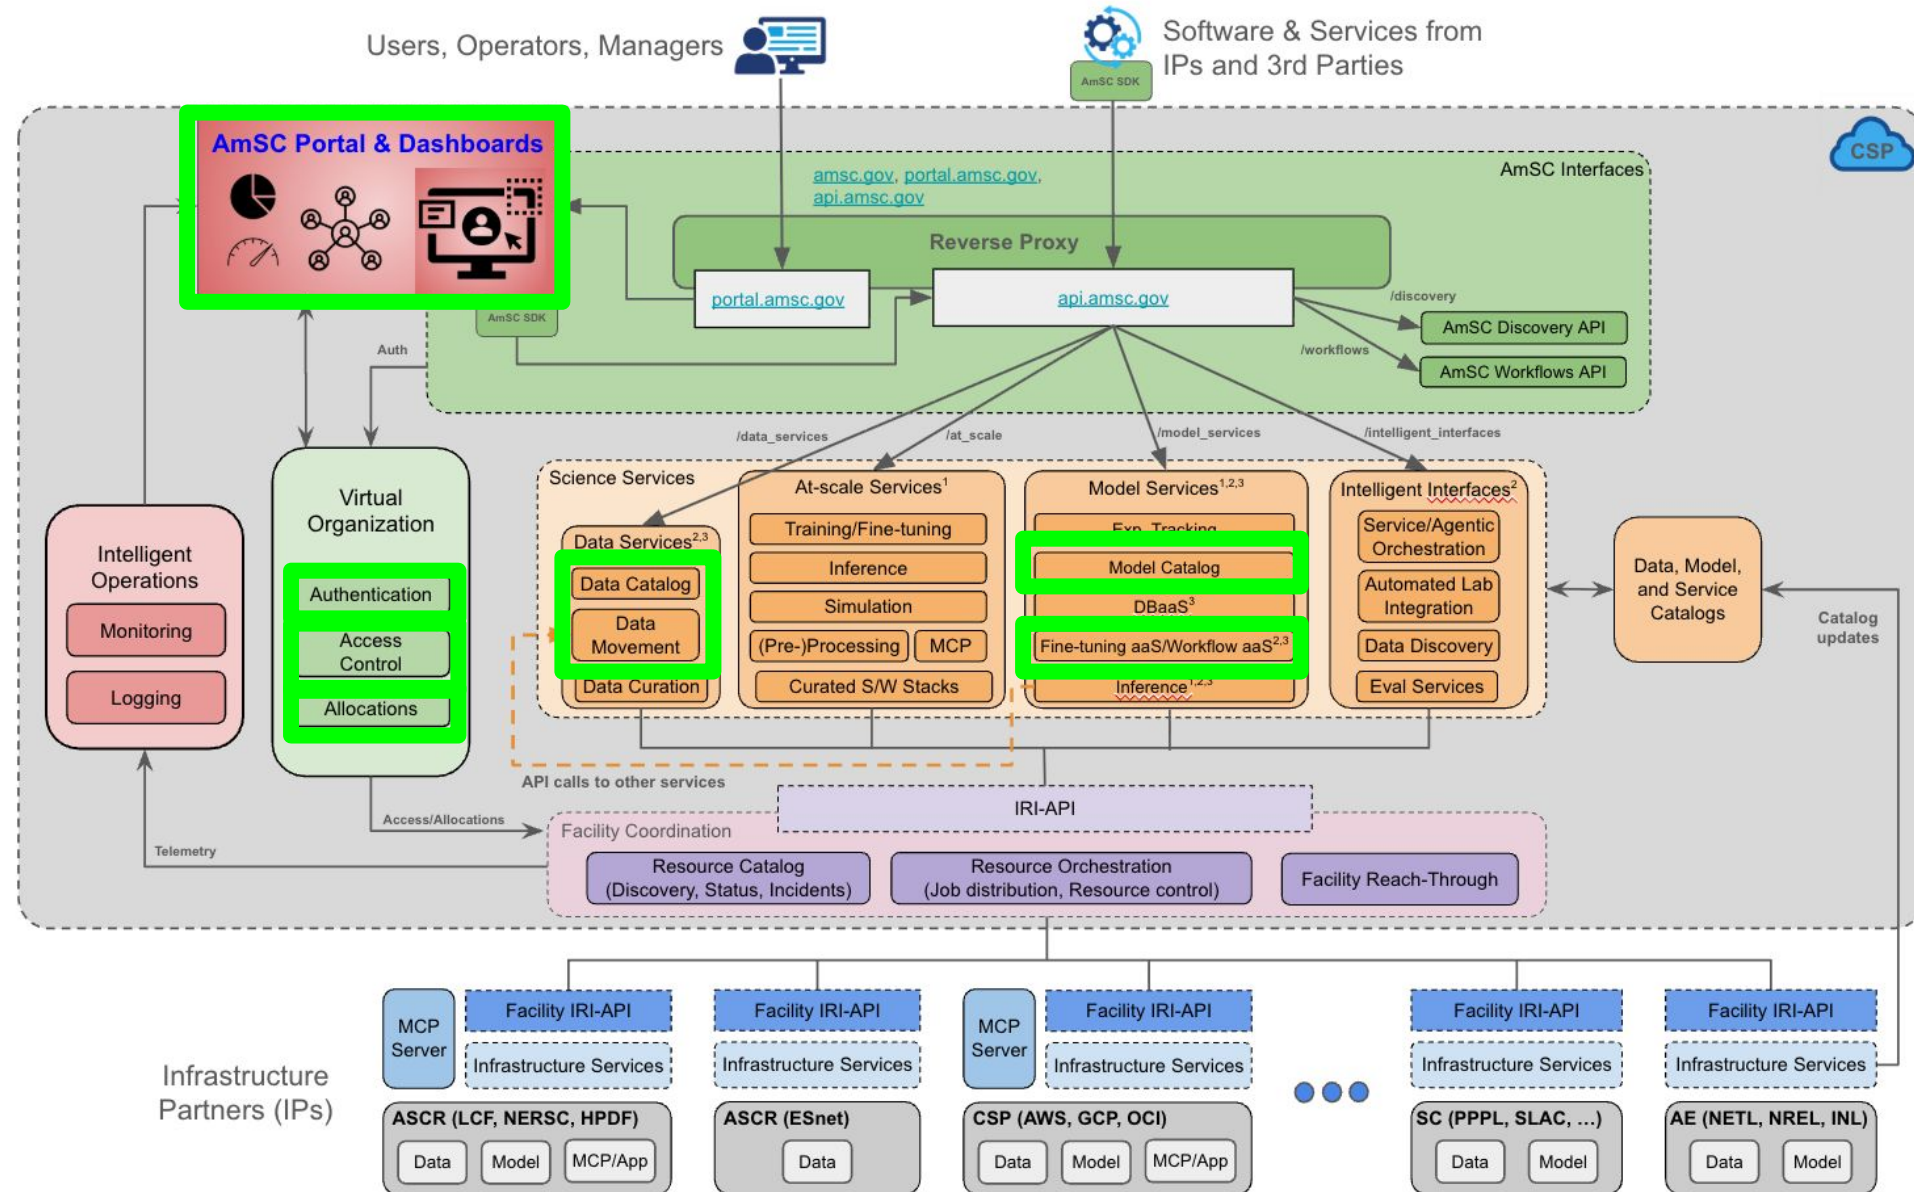 Users, Operators, Managers
Software & Services from
IPs and 3rd Parties
AmSC SDK
CSP
AmSC Portal & Dashboards
AmSC Interfaces
amsc.gov, portal.amsc.gov,
api.amsc.gov
Reverse Proxy
portal.amsc.gov
api.amsc.gov
/discovery
AmSC Discovery API
/workflows
AmSC Workflows API
AmSC SDK
Auth
/data_services
/at_scale
/model_services
/intelligent_interfaces
Intelligent
Operations
Monitoring
Logging
Virtual
Organization
Authentication
Access
Control
Allocations
Science Services
Data Services2,3
Data Catalog
Data
Movement
Data Curation
At-scale Services1
Training/Fine-tuning
Inference
Simulation
(Pre-)Processing
MCP
Curated S/W Stacks
Model Services1,2,3
Exp. Tracking
Model Catalog
DBaaS3
Fine-tuning aaS/Workflow aaS2,3
Inference1,2,3
Intelligent Interfaces2
Service/Agentic
Orchestration
Automated Lab
Integration
Data Discovery
Eval Services
Data, Model,
and Service
Catalogs
Catalog
updates
API calls to other services
Access/Allocations
Telemetry
IRI-API
Facility Coordination
Resource Catalog
(Discovery, Status, Incidents)
Resource Orchestration
(Job distribution, Resource control)
Facility Reach-Through
Infrastructure
Partners (IPs)
MCP
Server
Facility IRI-API
Infrastructure Services
ASCR (LCF, NERSC, HPDF)
Data
Model
MCP/App
Facility IRI-API
Infrastructure Services
ASCR (ESnet)
Data
MCP
Server
Facility IRI-API
Infrastructure Services
CSP (AWS, GCP, OCI)
Data
Model
MCP/App
Facility IRI-API
Infrastructure Services
SC (PPPL, SLAC, ...)
Data
Model
Facility IRI-API
Infrastructure Services
AE (NETL, NREL, INL)
Data
Model